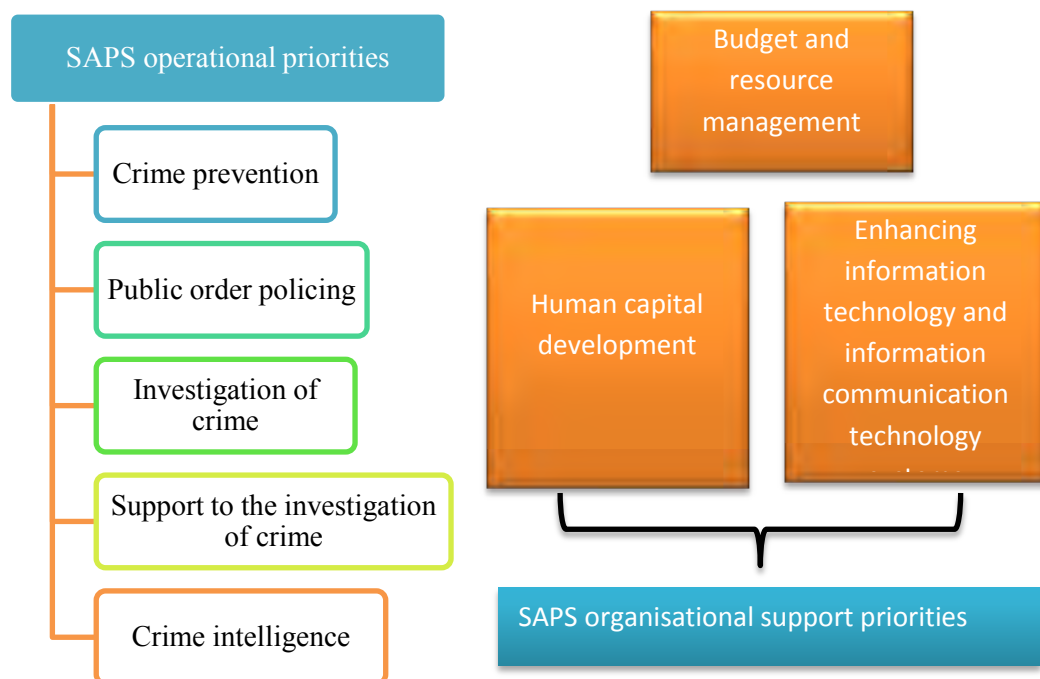 SAPS operational priorities
Crime prevention
Public order policing
Investigation of
crime
Support to the investigation
of crime
Crime intelligence
Budget and
resource
management
Human capital
development
Enhancing
information
technology and
information
communication
technology
SAPS organisational support priorities